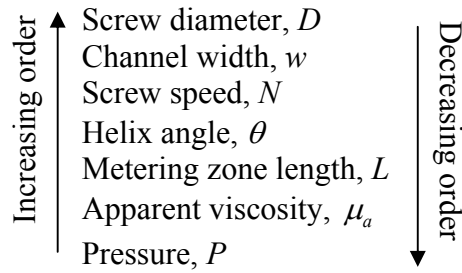 Increasing order
Screw diameter, D
Channel width, w
Screw speed, N
Helix angle, θ
Metering zone length, L
Apparent viscosity, μₐ
Pressure, P
Decreasing order